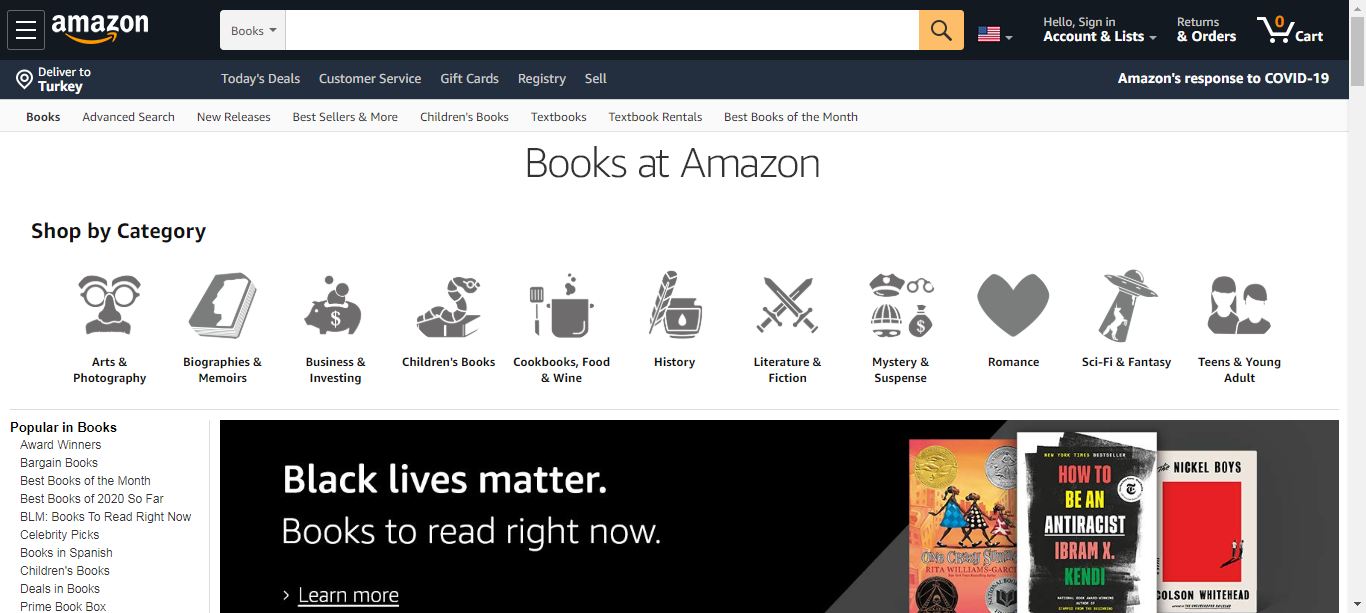 amazon
Books
Hello, Sign in
Account & Lists
Returns
& Orders
0
Cart
Deliver to
Turkey
Today's Deals
Customer Service
Gift Cards
Registry
Sell
Amazon's response to COVID-19
Books
Advanced Search
New Releases
Best Sellers & More
Children's Books
Textbooks
Textbook Rentals
Best Books of the Month
Books at Amazon
Shop by Category
$
$
Arts &
Photography
Biographies &
Memoirs
Business &
Investing
Children's Books
Cookbooks, Food
& Wine
History
Literature &
Fiction
Mystery &
Suspense
Romance
Sci-Fi & Fantasy
Teens & Young
Adult
Popular in Books
Award Winners
Bargain Books
Best Books of the Month
Best Books of 2020 So Far
BLM: Books To Read Right Now
Celebrity Picks
Books in Spanish
Children's Books
Deals in Books
Prime Book Box
Black lives matter.
Books to read right now.
› Learn more
ONE CRAZY
RITA WILLIAMS-GARC
NEW YORK TIMES BESTSELLER
HOW TO
BE AN
ANTIRACIST
IBRAM X.
KENDI
NATIONAL BOOK AWARD–WINNING
AUTHOR OF
STAMPED FROM THE BEGINNING
the NICKEL BOYS
COLSON WHITEHEAD